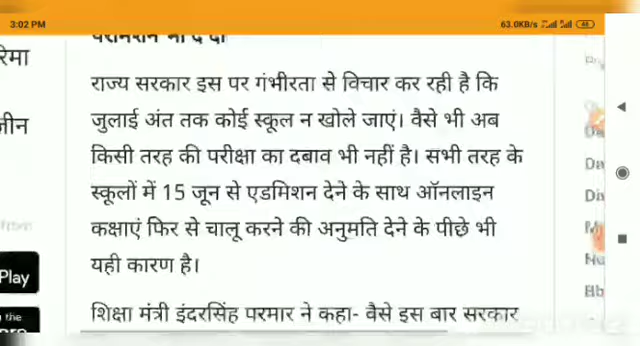 3:02 PM 63.0KB/s 48
राज्य सरकार इस पर गंभीरता से विचार कर रही है कि
जुलाई अंत तक कोई स्कूल न खोले जाएं। वैसे भी अब
किसी तरह की परीक्षा का दबाव भी नहीं है। सभी तरह के
स्कूलों में 15 जून से एडमिशन देने के साथ ऑनलाइन
कक्षाएं फिर से चालू करने की अनुमति देने के पीछे भी
यही कारण है।
शिक्षा मंत्री इंदरसिंह परमार ने कहा- वैसे इस बार सरकार
Play